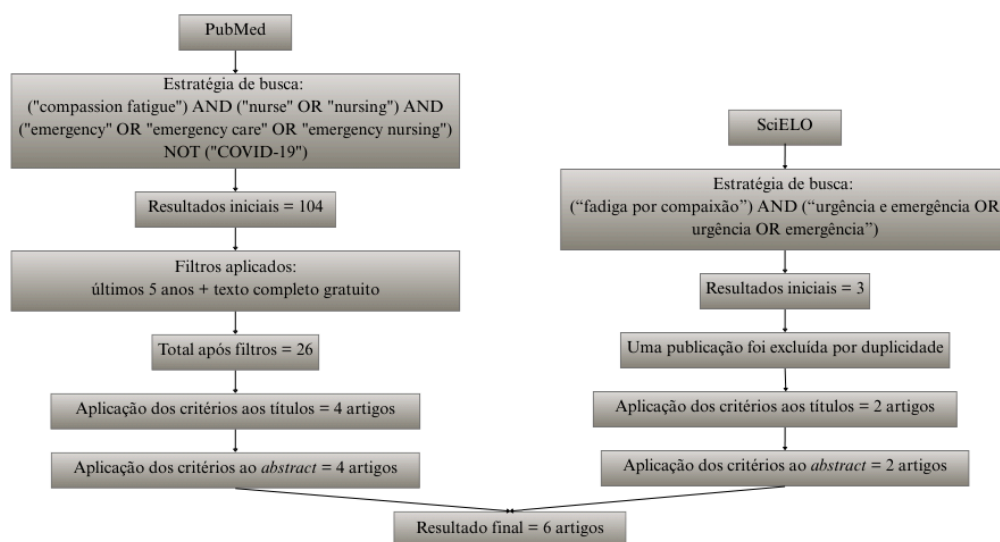 PubMed
Estratégia de busca:
("compassion fatigue") AND ("nurse" OR "nursing") AND
("emergency" OR "emergency care" OR "emergency nursing")
NOT ("COVID-19")
Resultados iniciais = 104
Filtros aplicados:
últimos 5 anos + texto completo gratuito
Total após filtros = 26
Aplicação dos critérios aos títulos = 4 artigos
Aplicação dos critérios ao abstract = 4 artigos
SciELO
Estratégia de busca:
(“fadiga por compaixão”) AND (“urgência e emergência OR
urgência OR emergência”)
Resultados iniciais = 3
Uma publicação foi excluída por duplicidade
Aplicação dos critérios aos títulos = 2 artigos
Aplicação dos critérios ao abstract = 2 artigos
Resultado final = 6 artigos